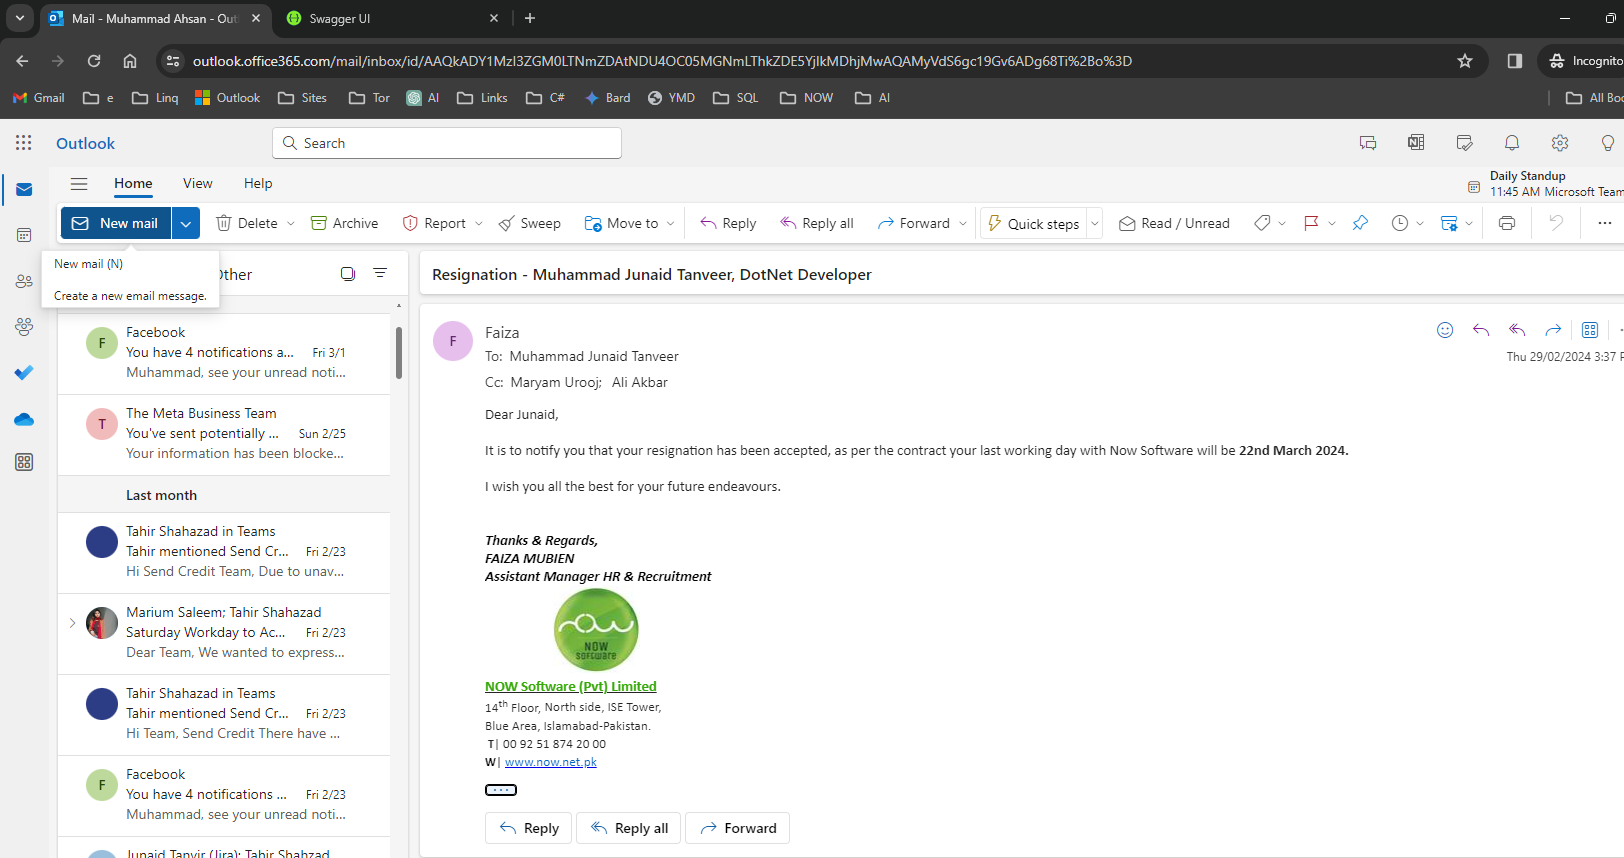 Mail - Muhammad Ahsan - Out
Swagger UI
outlook.office365.com/mail/inbox/id/AAQkADY1MzI3ZGM0LTNmZDAtNDU4OC05MGNmLThkZDE5YjlkMDhjMwAQAMyVdS6gc19Gv6ADg68Ti%2Bo%3D
Incognito
Gmail e Linq Outlook Sites Tor AI Links C# Bard YMD SQL NOW AI All Boo
Outlook
Search
Home View Help
Daily Standup
11:45 AM Microsoft Team
New mail Delete Archive Report Sweep Move to Reply Reply all Forward Quick steps Read / Unread
New mail (N)
Create a new email message.
Other
Facebook
You have 4 notifications a... Fri 3/1
Muhammad, see your unread noti...
The Meta Business Team
You've sent potentially ... Sun 2/25
Your information has been blocke...
Last month
Tahir Shahazad in Teams
Tahir mentioned Send Cr... Fri 2/23
Hi Send Credit Team, Due to unav...
Marium Saleem; Tahir Shahazad
Saturday Workday to Ac... Fri 2/23
Dear Team, We wanted to express...
Tahir Shahazad in Teams
Tahir mentioned Send Cr... Fri 2/23
Hi Team, Send Credit There have ...
F
Facebook
You have 4 notifications ... Fri 2/23
Muhammad, see your unread noti...
Junaid Tanvir (Jira); Tahir Shahzad
Resignation - Muhammad Junaid Tanveer, DotNet Developer
F
Faiza
To: Muhammad Junaid Tanveer
Cc: Maryam Urooj; Ali Akbar
Thu 29/02/2024 3:37 P
Dear Junaid,
It is to notify you that your resignation has been accepted, as per the contract your last working day with Now Software will be 22nd March 2024.
I wish you all the best for your future endeavours.
Thanks & Regards,
FAIZA MUBIEN
Assistant Manager HR & Recruitment
NOW
SOFTWARE
NOW Software (Pvt) Limited
14th Floor, North side, ISE Tower,
Blue Area, Islamabad-Pakistan.
T| 00 92 51 874 20 00
W| www.now.net.pk
Reply Reply all Forward